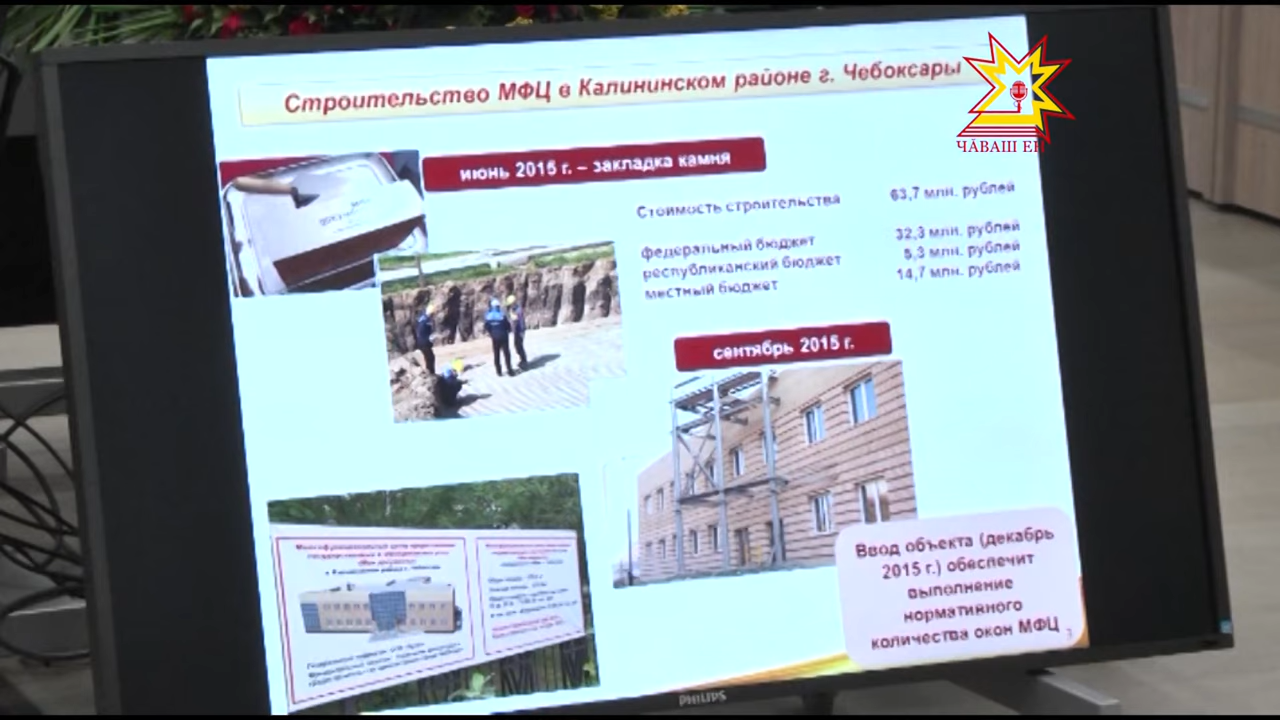 Строительство МФЦ в Калининском районе г. Чебоксары
ЧӐВАШ ЕН
июнь 2015 г. – закладка камня
Стоимость строительства 63,7 млн. рублей
федеральный бюджет 32,3 млн. рублей
республиканский бюджет 5,3 млн. рублей
местный бюджет 14,7 млн. рублей
сентябрь 2015 г.
Ввод объекта (декабрь
2015 г.) обеспечит
выполнение
нормативного
количества окон МФЦ
3
PHILIPS